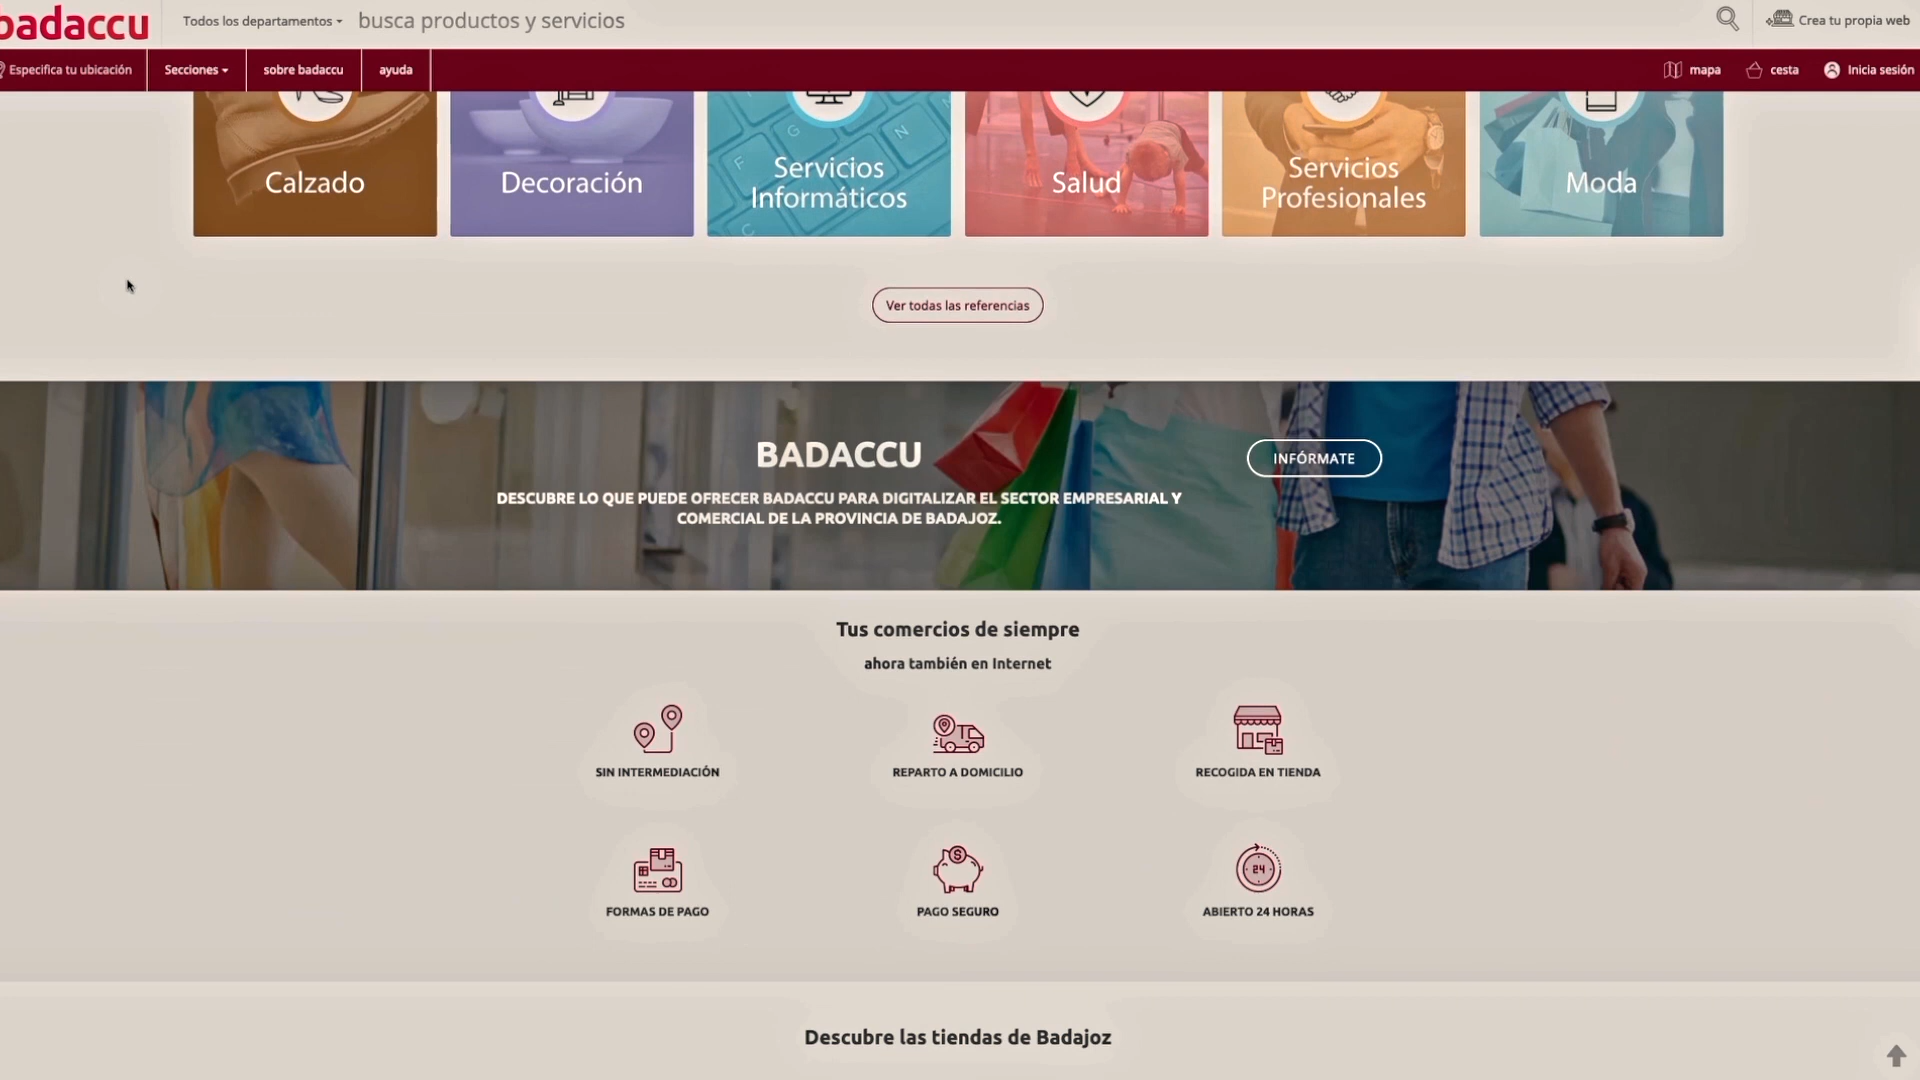 badaccu
Todos los departamentos
busca productos y servicios
Crea tu propia web
Especifica tu ubicación
Secciones
sobre badaccu
ayuda
mapa
cesta
Inicia sesión
Calzado
Decoración
Servicios
Informáticos
Salud
Servicios
Profesionales
Moda
Ver todas las referencias
BADACCU
INFÓRMATE
DESCUBRE LO QUE PUEDE OFRECER BADACCU PARA DIGITALIZAR EL SECTOR EMPRESARIAL Y
COMERCIAL DE LA PROVINCIA DE BADAJOZ.
Tus comercios de siempre
ahora también en Internet
SIN INTERMEDIACIÓN
REPARTO A DOMICILIO
RECOGIDA EN TIENDA
24
FORMAS DE PAGO
PAGO SEGURO
ABIERTO 24 HORAS
Descubre las tiendas de Badajoz